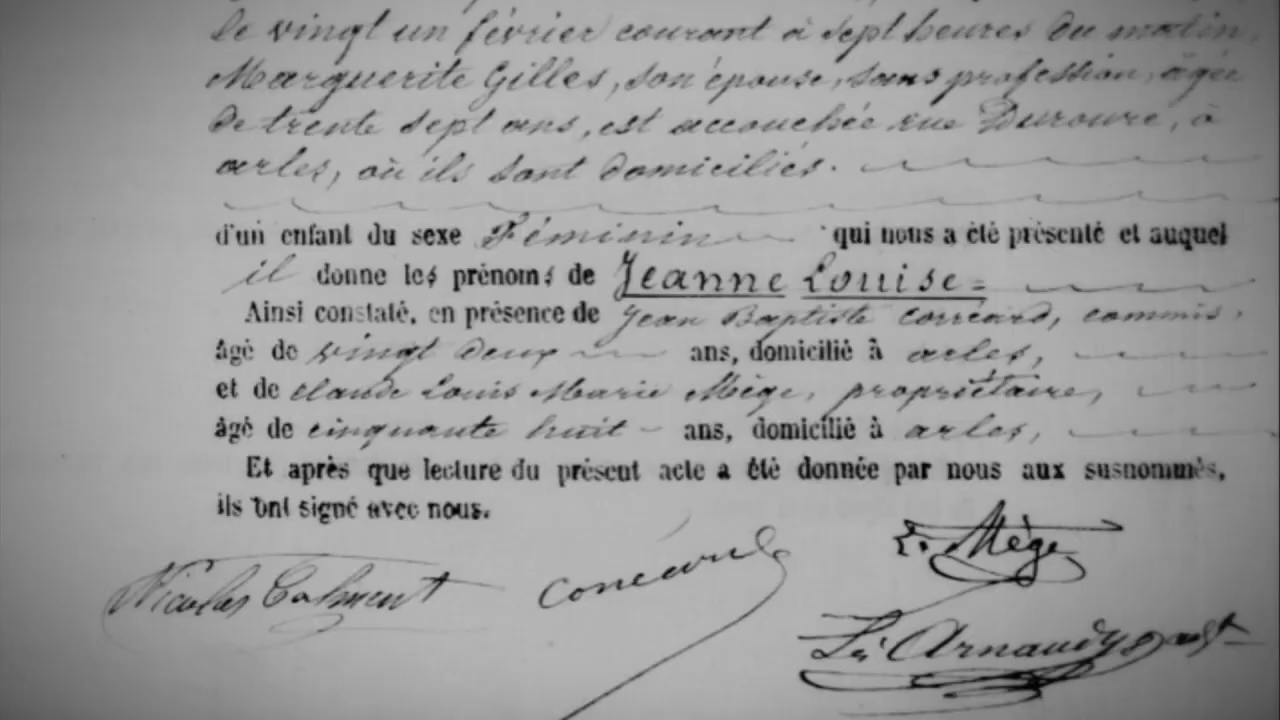 le vingt un février courant à sept heures du matin,
Marguerite Gilles, son épouse, sans profession, âgée
de trente sept ans, est accouchée rue Duroure, à
arles, où ils sont domiciliés.
d'un enfant du sexe Féminin qui nous a été présenté et auquel
il donne les prénoms de Jeanne Louise=
Ainsi constaté, en présence de Jean Baptiste Corréard, commis,
âgé de vingt deux ans, domicilié à arles,
et de claude Louis Marie Mège, propriétaire,
âgé de cinquante huit ans, domicilié à arles,
Et après que lecture du présent acte a été donnée par nous aux susnommés,
ils ont signé avec nous.
Nicolas Calment Corréard L. Mège
Arnaudy